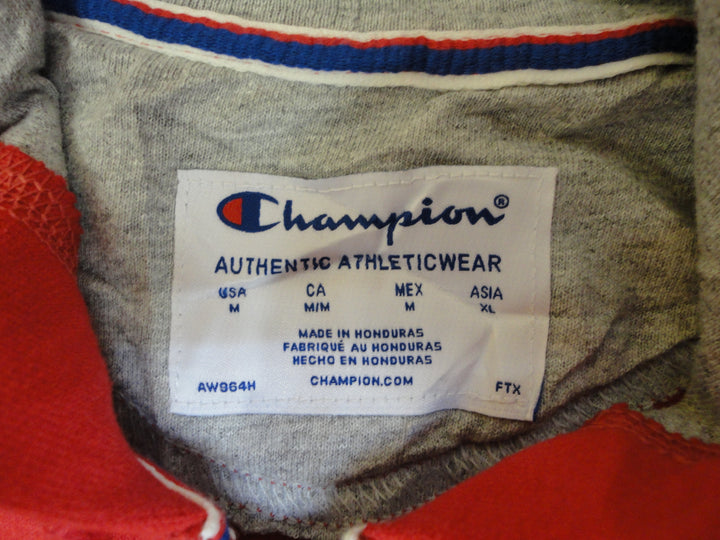 Champion®
AUTHENTIC ATHLETICWEAR
USA CA MEX ASIA
M M/M M XL
MADE IN HONDURAS
FABRIQUÉ AU HONDURAS
HECHO EN HONDURAS
AW964H CHAMPION.COM FTX